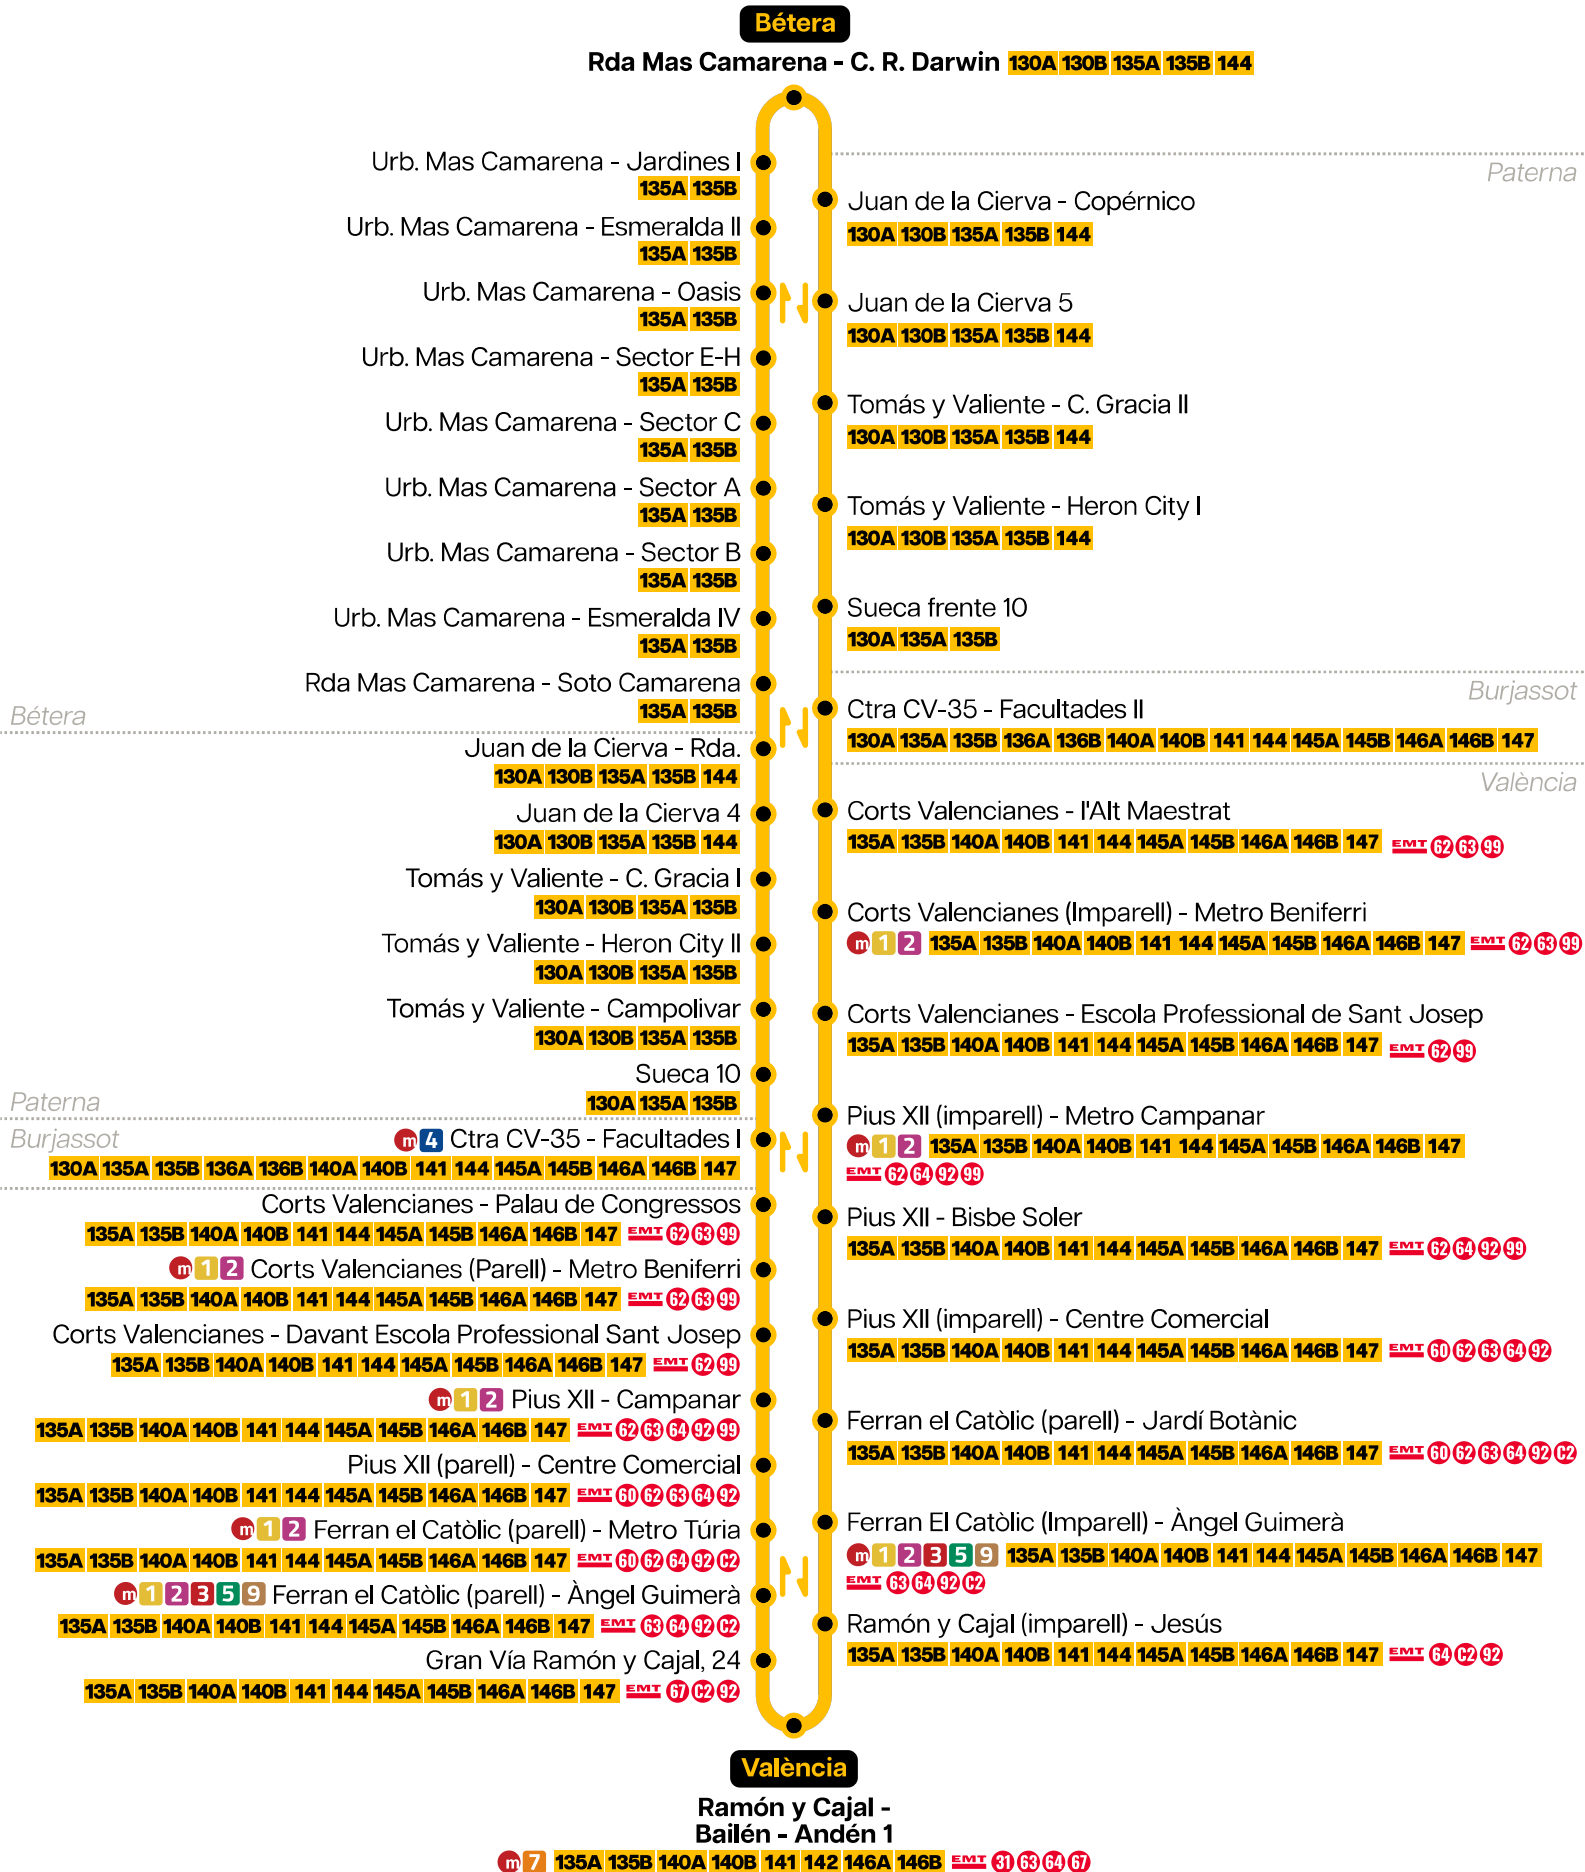 Bétera
Rda Mas Camarena - C. R. Darwin 130A 130B 135A 135B 144
Urb. Mas Camarena - Jardines I
135A 135B
Urb. Mas Camarena - Esmeralda II
135A 135B
Urb. Mas Camarena - Oasis
135A 135B
Urb. Mas Camarena - Sector E-H
135A 135B
Urb. Mas Camarena - Sector C
135A 135B
Urb. Mas Camarena - Sector A
135A 135B
Urb. Mas Camarena - Sector B
135A 135B
Urb. Mas Camarena - Esmeralda IV
135A 135B
Rda Mas Camarena - Soto Camarena
135A 135B
Bétera
Juan de la Cierva - Rda.
130A 130B 135A 135B 144
Juan de la Cierva 4
130A 130B 135A 135B 144
Tomás y Valiente - C. Gracia I
130A 130B 135A 135B
Tomás y Valiente - Heron City II
130A 130B 135A 135B
Tomás y Valiente - Campolivar
130A 130B 135A 135B
Sueca 10
130A 135A 135B
Paterna
Burjassot
m 4 Ctra CV-35 - Facultades I
130A 135A 135B 136A 136B 140A 140B 141 144 145A 145B 146A 146B 147
Corts Valencianes - Palau de Congressos
135A 135B 140A 140B 141 144 145A 145B 146A 146B 147 EMT 62 63 99
m 1 2 Corts Valencianes (Parell) - Metro Beniferri
135A 135B 140A 140B 141 144 145A 145B 146A 146B 147 EMT 62 63 99
Corts Valencianes - Davant Escola Professional Sant Josep
135A 135B 140A 140B 141 144 145A 145B 146A 146B 147 EMT 62 99
m 1 2 Pius XII - Campanar
135A 135B 140A 140B 141 144 145A 145B 146A 146B 147 EMT 62 63 64 92 99
Pius XII (parell) - Centre Comercial
135A 135B 140A 140B 141 144 145A 145B 146A 146B 147 EMT 60 62 63 64 92
m 1 2 Ferran el Catòlic (parell) - Metro Túria
135A 135B 140A 140B 141 144 145A 145B 146A 146B 147 EMT 60 62 64 92 C2
m 1 2 3 5 9 Ferran el Catòlic (parell) - Àngel Guimerà
135A 135B 140A 140B 141 144 145A 145B 146A 146B 147 EMT 63 64 92 C2
Gran Vía Ramón y Cajal, 24
135A 135B 140A 140B 141 144 145A 145B 146A 146B 147 EMT 67 C2 92
Paterna
Juan de la Cierva - Copérnico
130A 130B 135A 135B 144
Juan de la Cierva 5
130A 130B 135A 135B 144
Tomás y Valiente - C. Gracia II
130A 130B 135A 135B 144
Tomás y Valiente - Heron City I
130A 130B 135A 135B 144
Sueca frente 10
130A 135A 135B
Burjassot
Ctra CV-35 - Facultades II
130A 135A 135B 136A 136B 140A 140B 141 144 145A 145B 146A 146B 147
València
Corts Valencianes - l'Alt Maestrat
135A 135B 140A 140B 141 144 145A 145B 146A 146B 147 EMT 62 63 99
Corts Valencianes (Imparell) - Metro Beniferri
m 1 2 135A 135B 140A 140B 141 144 145A 145B 146A 146B 147 EMT 62 63 99
Corts Valencianes - Escola Professional de Sant Josep
135A 135B 140A 140B 141 144 145A 145B 146A 146B 147 EMT 62 99
Pius XII (imparell) - Metro Campanar
m 1 2 135A 135B 140A 140B 141 144 145A 145B 146A 146B 147
EMT 62 64 92 99
Pius XII - Bisbe Soler
135A 135B 140A 140B 141 144 145A 145B 146A 146B 147 EMT 62 64 92 99
Pius XII (imparell) - Centre Comercial
135A 135B 140A 140B 141 144 145A 145B 146A 146B 147 EMT 60 62 63 64 92
Ferran el Catòlic (parell) - Jardí Botànic
135A 135B 140A 140B 141 144 145A 145B 146A 146B 147 EMT 60 62 63 64 92 C2
Ferran El Catòlic (Imparell) - Àngel Guimerà
m 1 2 3 5 9 135A 135B 140A 140B 141 144 145A 145B 146A 146B 147
EMT 63 64 92 C2
Ramón y Cajal (imparell) - Jesús
135A 135B 140A 140B 141 144 145A 145B 146A 146B 147 EMT 64 C2 92
València
Ramón y Cajal -
Bailén - Andén 1
m 7 135A 135B 140A 140B 141 142 146A 146B EMT 31 63 64 67